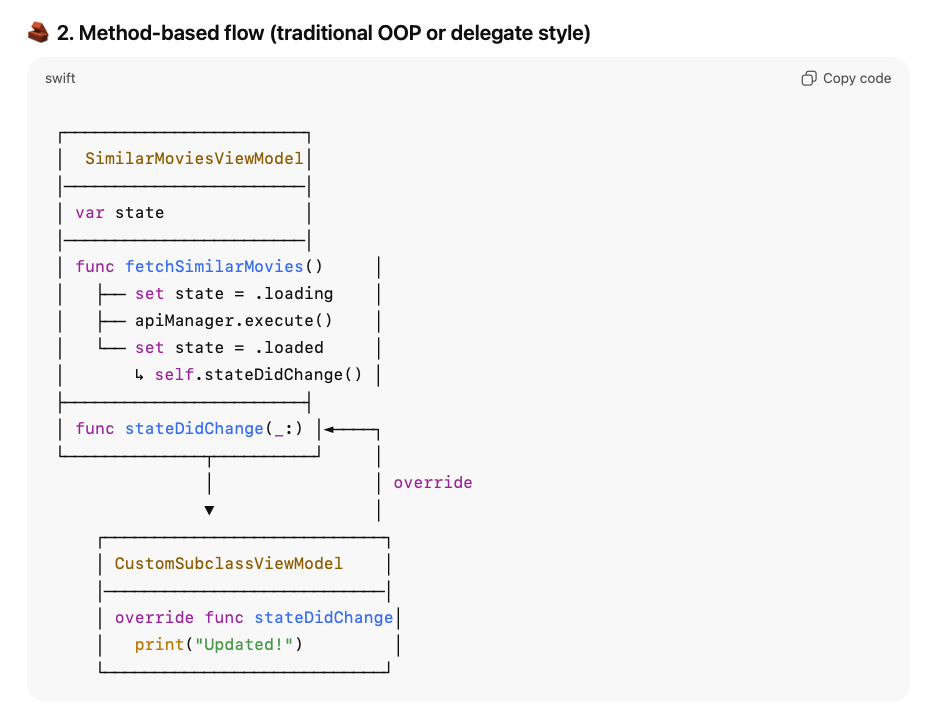 2. Method-based flow (traditional OOP or delegate style)
swift
Copy code
SimilarMoviesViewModel
var state
func fetchSimilarMovies()
set state = .loading
apiManager.execute()
set state = .loaded
↳ self.stateDidChange()
func stateDidChange(_:)
override
CustomSubclassViewModel
override func stateDidChange
print("Updated!")